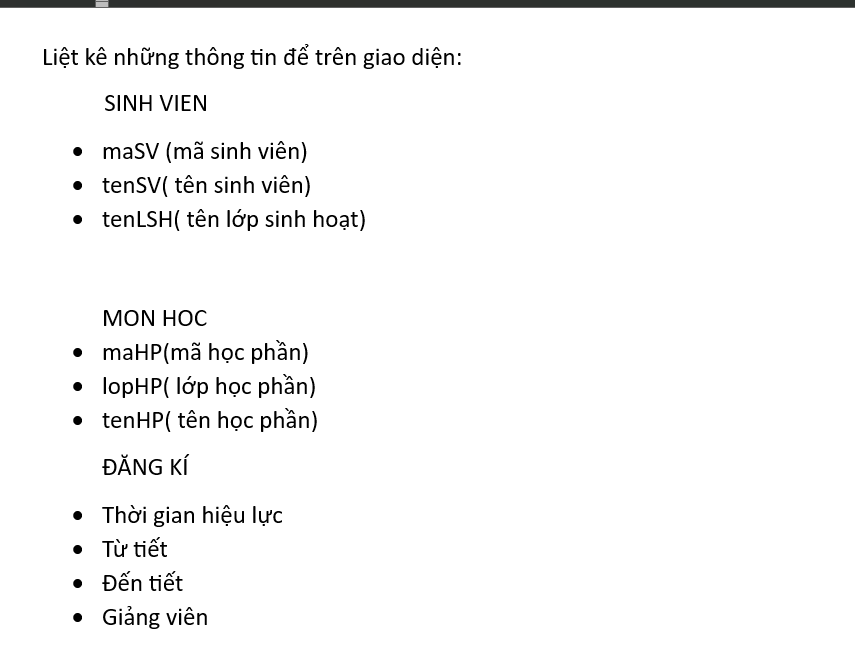 Liệt kê những thông tin để trên giao diện:
SINH VIEN
• maSV (mã sinh viên)
• tenSV( tên sinh viên)
• tenLSH( tên lớp sinh hoạt)
MON HOC
• maHP(mã học phần)
• lopHP( lớp học phần)
• tenHP( tên học phần)
ĐĂNG KÍ
• Thời gian hiệu lực
• Từ tiết
• Đến tiết
• Giảng viên